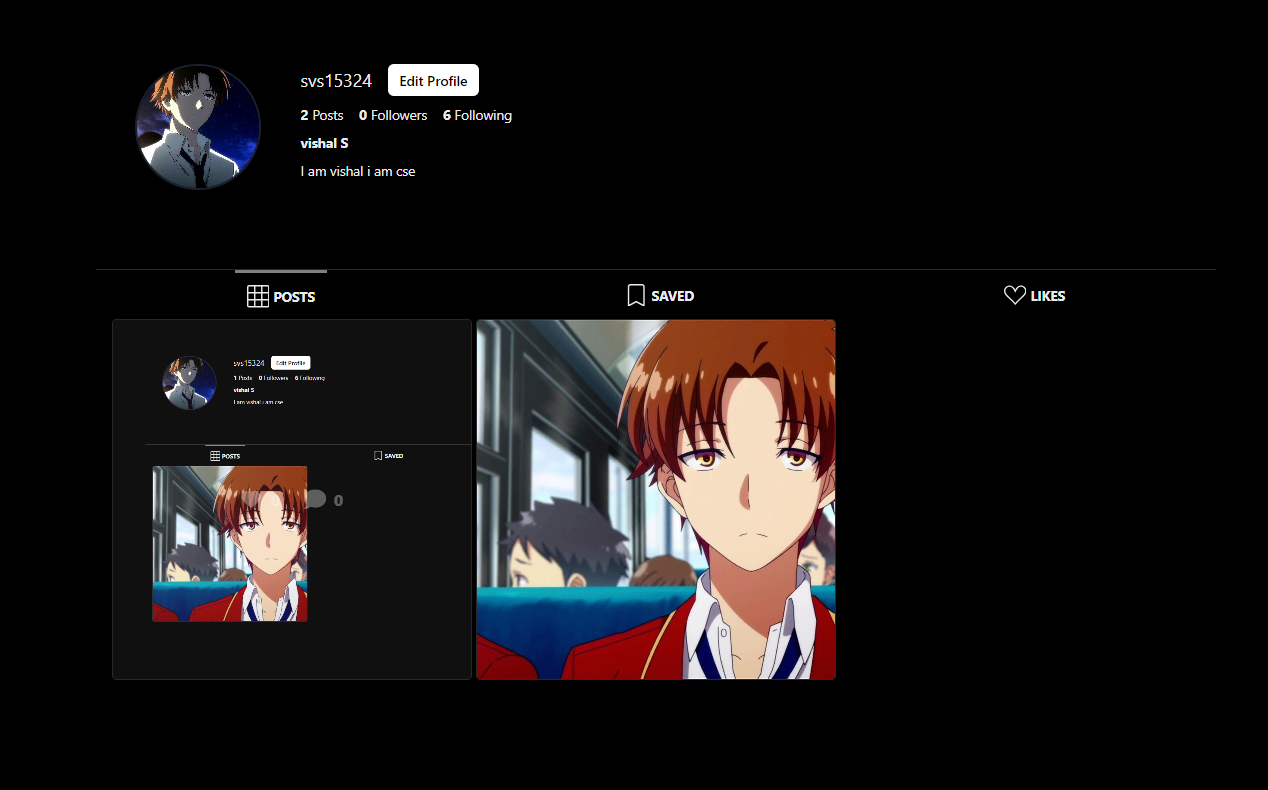 svs15324 Edit Profile
2 Posts 0 Followers 6 Following
vishal S
I am vishal i am cse
POSTS SAVED LIKES
svs15324 Edit Profile
1 Posts 0 Followers 6 Following
vishal S
I am vishal i am cse
POSTS SAVED
0 0